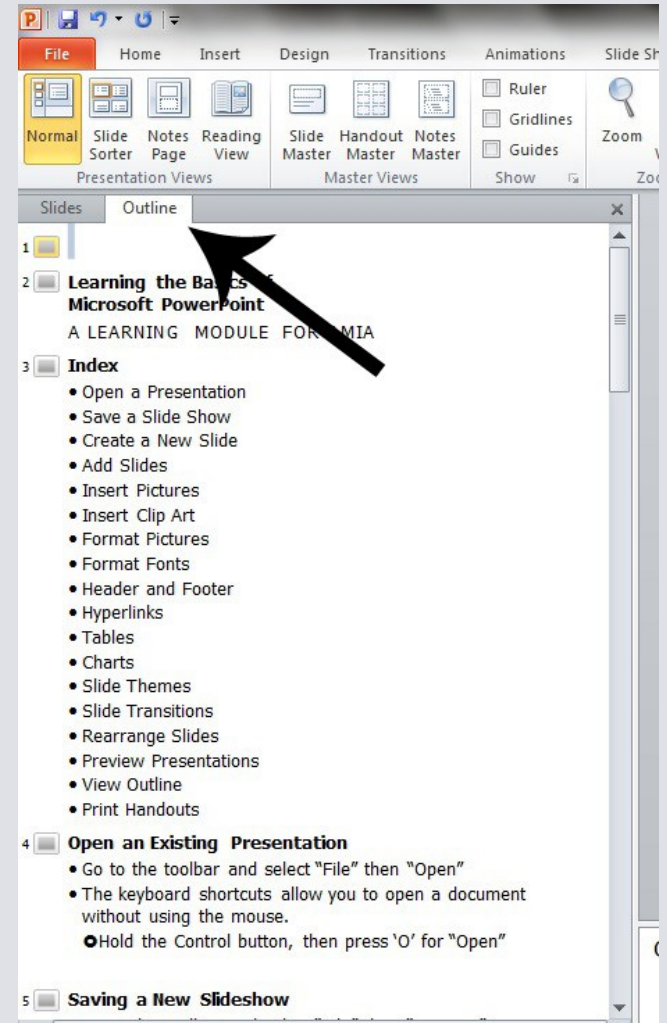 P
File Home Insert Design Transitions Animations Slide Sh
Ruler
Gridlines
Guides
Normal Slide Sorter Notes Page Reading View Slide Master Handout Master Notes Master Zoom
Presentation Views Master Views Show Zoo
Slides Outline
1
2 Learning the Basics of
Microsoft PowerPoint
A LEARNING MODULE FOR AMIA
3 Index
• Open a Presentation
• Save a Slide Show
• Create a New Slide
• Add Slides
• Insert Pictures
• Insert Clip Art
• Format Pictures
• Format Fonts
• Header and Footer
• Hyperlinks
• Tables
• Charts
• Slide Themes
• Slide Transitions
• Rearrange Slides
• Preview Presentations
• View Outline
• Print Handouts
4 Open an Existing Presentation
• Go to the toolbar and select “File” then “Open”
• The keyboard shortcuts allow you to open a document
without using the mouse.
Hold the Control button, then press ‘O’ for “Open”
5 Saving a New Slideshow